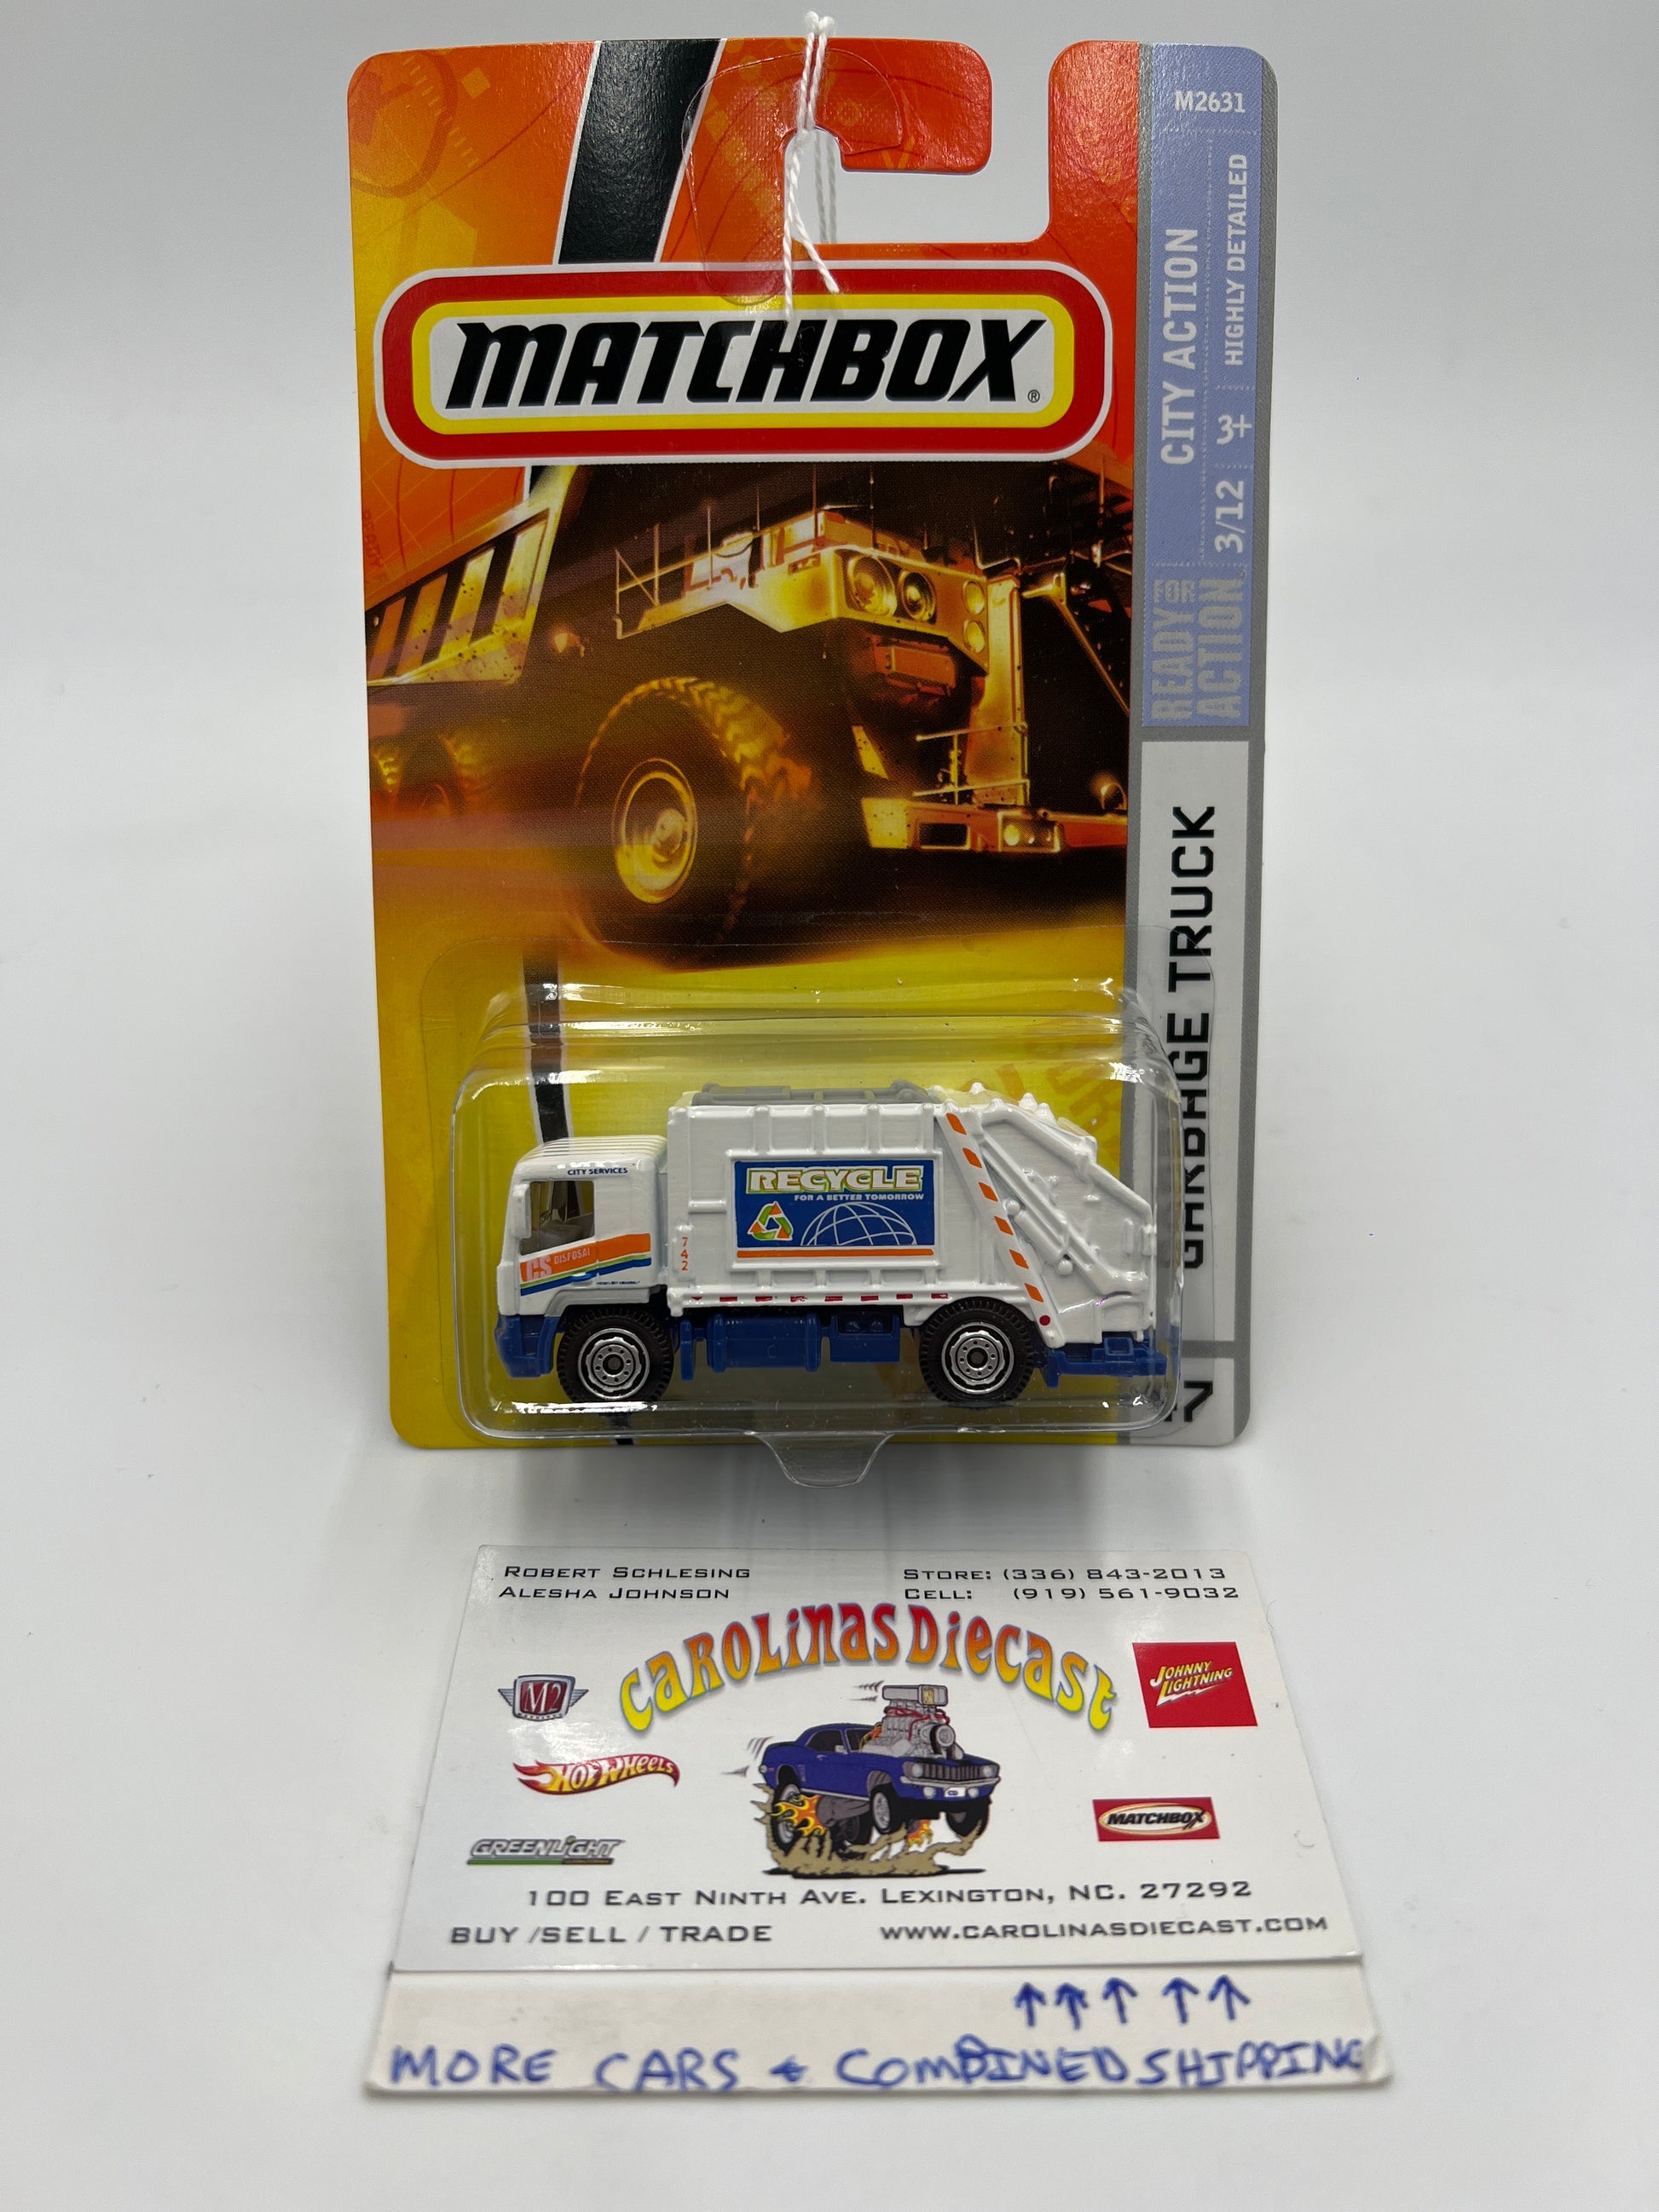 M2631
MATCHBOX®
CITY ACTION
HIGHLY DETAILED
3/12 3+
READY FOR ACTION
GARBAGE TRUCK
CITY SERVICES
RECYCLE
FOR A BETTER TOMORROW
CS DISPOSAL
742
ROBERT SCHLESING
ALESHA JOHNSON
STORE: (336) 843-2013
CELL: (919) 561-9032
CAROLINAS DIECAST
M2
JOHNNY LIGHTNING
HOT WHEELS
MATCHBOX
GREENLIGHT
100 EAST NINTH AVE. LEXINGTON, NC. 27292
BUY /SELL / TRADE
WWW.CAROLINASDIECAST.COM
↑↑↑ ↑↑
MORE CARS & COMBINED SHIPPING